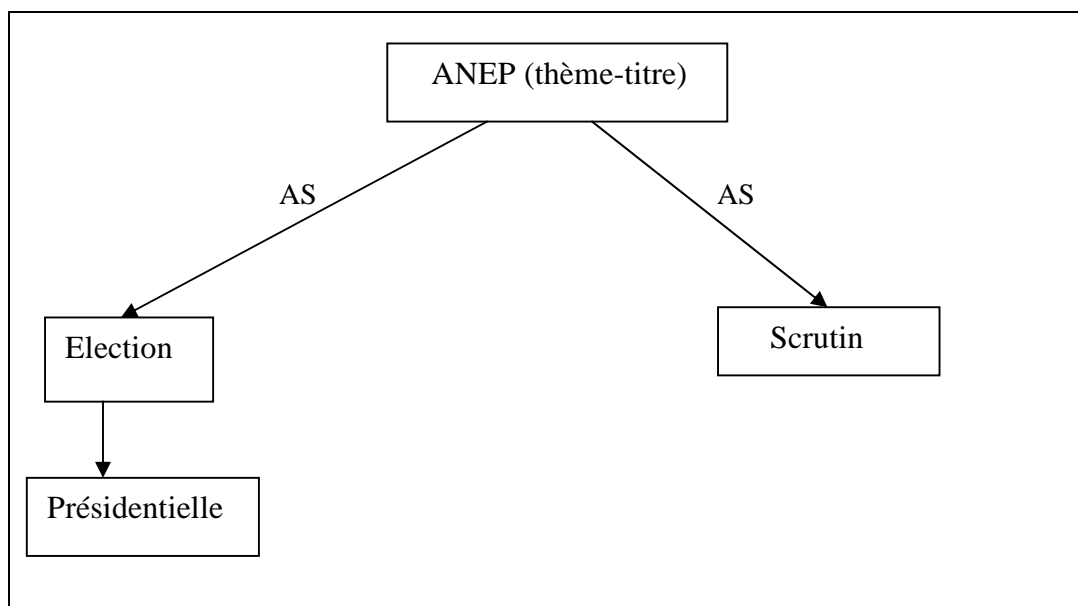 ANEP (thème-titre)
AS
AS
Election
Scrutin
Présidentielle